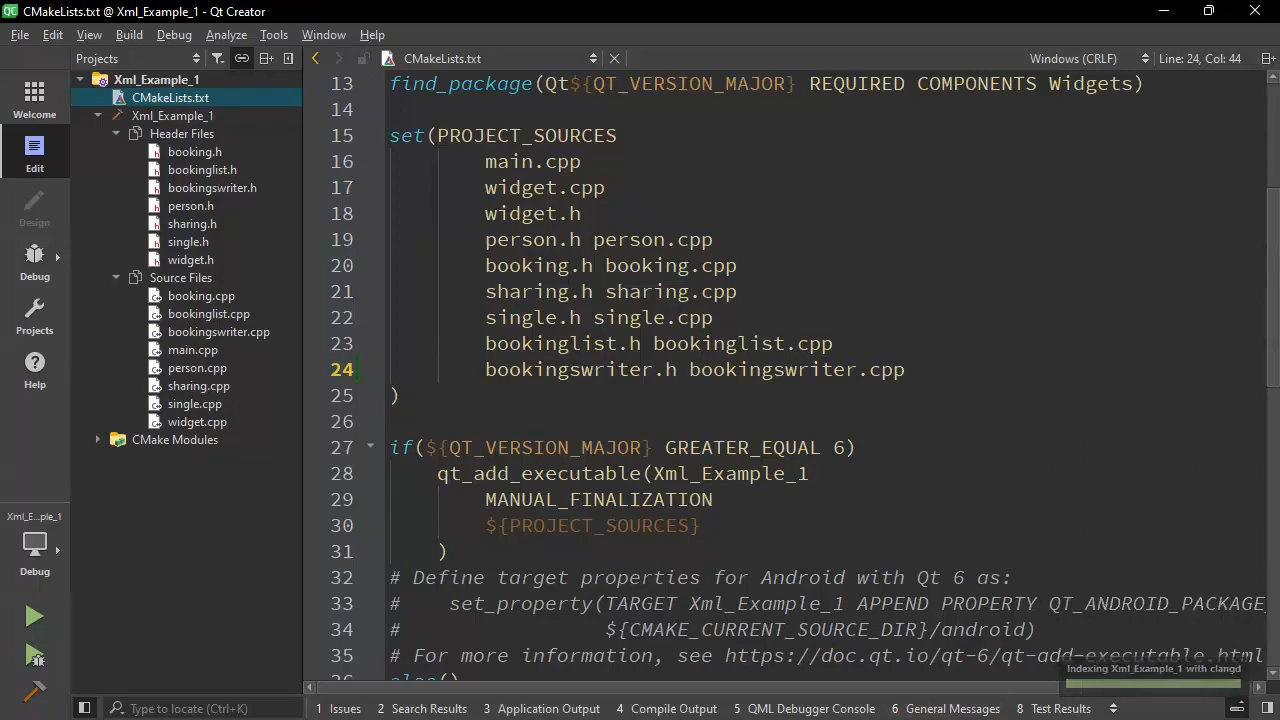 QC CMakeLists.txt @ Xml_Example_1 - Qt Creator
File Edit View Build Debug Analyze Tools Window Help
Projects
CMakeLists.txt
Windows (CRLF)
Line: 24, Col: 44
Welcome
Edit
Design
Debug
Projects
Help
Xml_E...ple_1
Debug
Xml_Example_1
CMakeLists.txt
Xml_Example_1
Header Files
booking.h
bookinglist.h
bookingswriter.h
person.h
sharing.h
single.h
widget.h
Source Files
booking.cpp
bookinglist.cpp
bookingswriter.cpp
main.cpp
person.cpp
sharing.cpp
single.cpp
widget.cpp
CMake Modules
13 find_package(Qt${QT_VERSION_MAJOR} REQUIRED COMPONENTS Widgets)
14
15 set(PROJECT_SOURCES
16 main.cpp
17 widget.cpp
18 widget.h
19 person.h person.cpp
20 booking.h booking.cpp
21 sharing.h sharing.cpp
22 single.h single.cpp
23 bookinglist.h bookinglist.cpp
24 bookingswriter.h bookingswriter.cpp
25 )
26
27 if(${QT_VERSION_MAJOR} GREATER_EQUAL 6)
28 qt_add_executable(Xml_Example_1
29 MANUAL_FINALIZATION
30 ${PROJECT_SOURCES}
31 )
32 # Define target properties for Android with Qt 6 as:
33 # set_property(TARGET Xml_Example_1 APPEND PROPERTY QT_ANDROID_PACKAGE_
34 # ${CMAKE_CURRENT_SOURCE_DIR}/android)
35 # For more information, see https://doc.qt.io/qt-6/qt-add-executable.html
36 else()
Indexing Xml_Example_1 with clangd
Type to locate (Ctrl+K)
1 Issues 2 Search Results 3 Application Output 4 Compile Output 5 QML Debugger Console 6 General Messages 8 Test Results